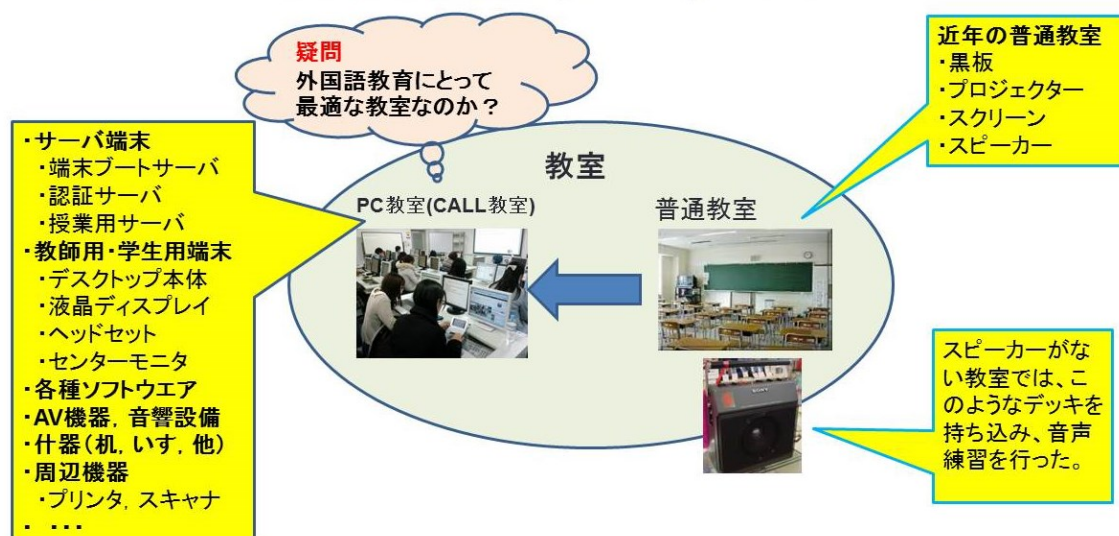 疑問
外国語教育にとって
最適な教室なのか？
近年の普通教室
・黒板
・プロジェクター
・スクリーン
・スピーカー
・サーバ端末
・端末ブートサーバ
・認証サーバ
・授業用サーバ
・教師用・学生用端末
・デスクトップ本体
・液晶ディスプレイ
・ヘッドセット
・センターモニタ
・各種ソフトウエア
・AV機器，音響設備
・什器（机，いす，他）
・周辺機器
・プリンタ，スキャナ
・ ・・・
教室
PC教室(CALL教室)
普通教室
スピーカーがな
い教室では、こ
のようなデッキを
持ち込み、音声
練習を行った。
SONY